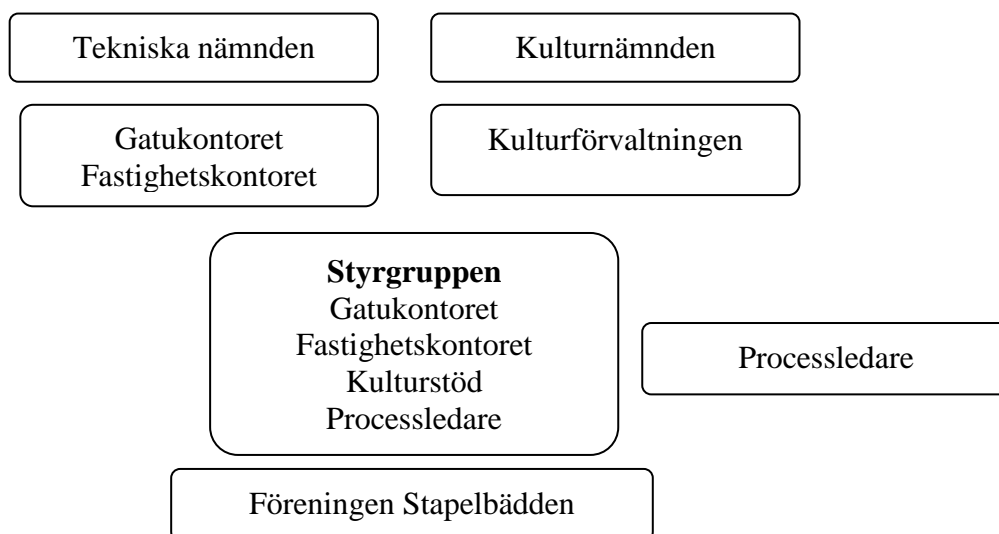 Tekniska nämnden
Kulturnämnden
Gatukontoret
Fastighetskontoret
Kulturförvaltningen
Styrgruppen
Gatukontoret
Fastighetskontoret
Kulturstöd
Processledare
Processledare
Föreningen Stapelbädden